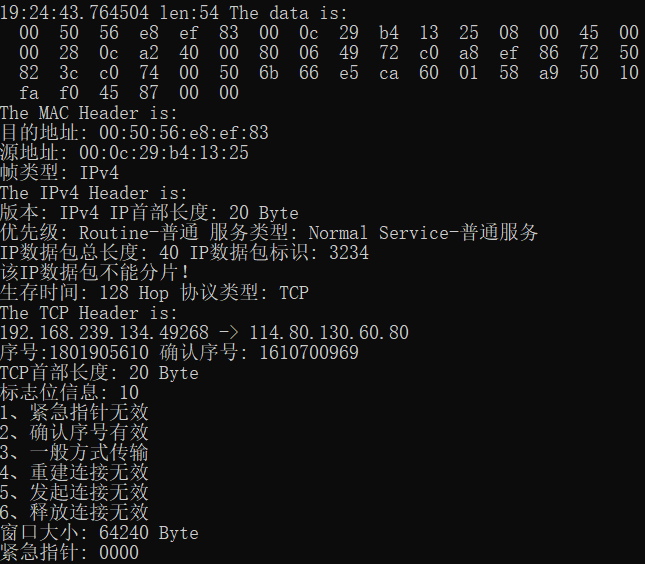 19:24:43.764504 len:54 The data is:
00 50 56 e8 ef 83 00 0c 29 b4 13 25 08 00 45 00
00 28 0c a2 40 00 80 06 49 72 c0 a8 ef 86 72 50
82 3c c0 74 00 50 6b 66 e5 ca 60 01 58 a9 50 10
fa f0 45 87 00 00
The MAC Header is:
目的地址: 00:50:56:e8:ef:83
源地址: 00:0c:29:b4:13:25
帧类型: IPv4
The IPv4 Header is:
版本: IPv4 IP首部长度: 20 Byte
优先级: Routine-普通 服务类型: Normal Service-普通服务
IP数据包总长度: 40 IP数据包标识: 3234
该IP数据包不能分片!
生存时间: 128 Hop 协议类型: TCP
The TCP Header is:
192.168.239.134.49268 -> 114.80.130.60.80
序号:1801905610 确认序号: 1610700969
TCP首部长度: 20 Byte
标志位信息: 10
1、紧急指针无效
2、确认序号有效
3、一般方式传输
4、重建连接无效
5、发起连接无效
6、释放连接无效
窗口大小: 64240 Byte
紧急指针: 0000